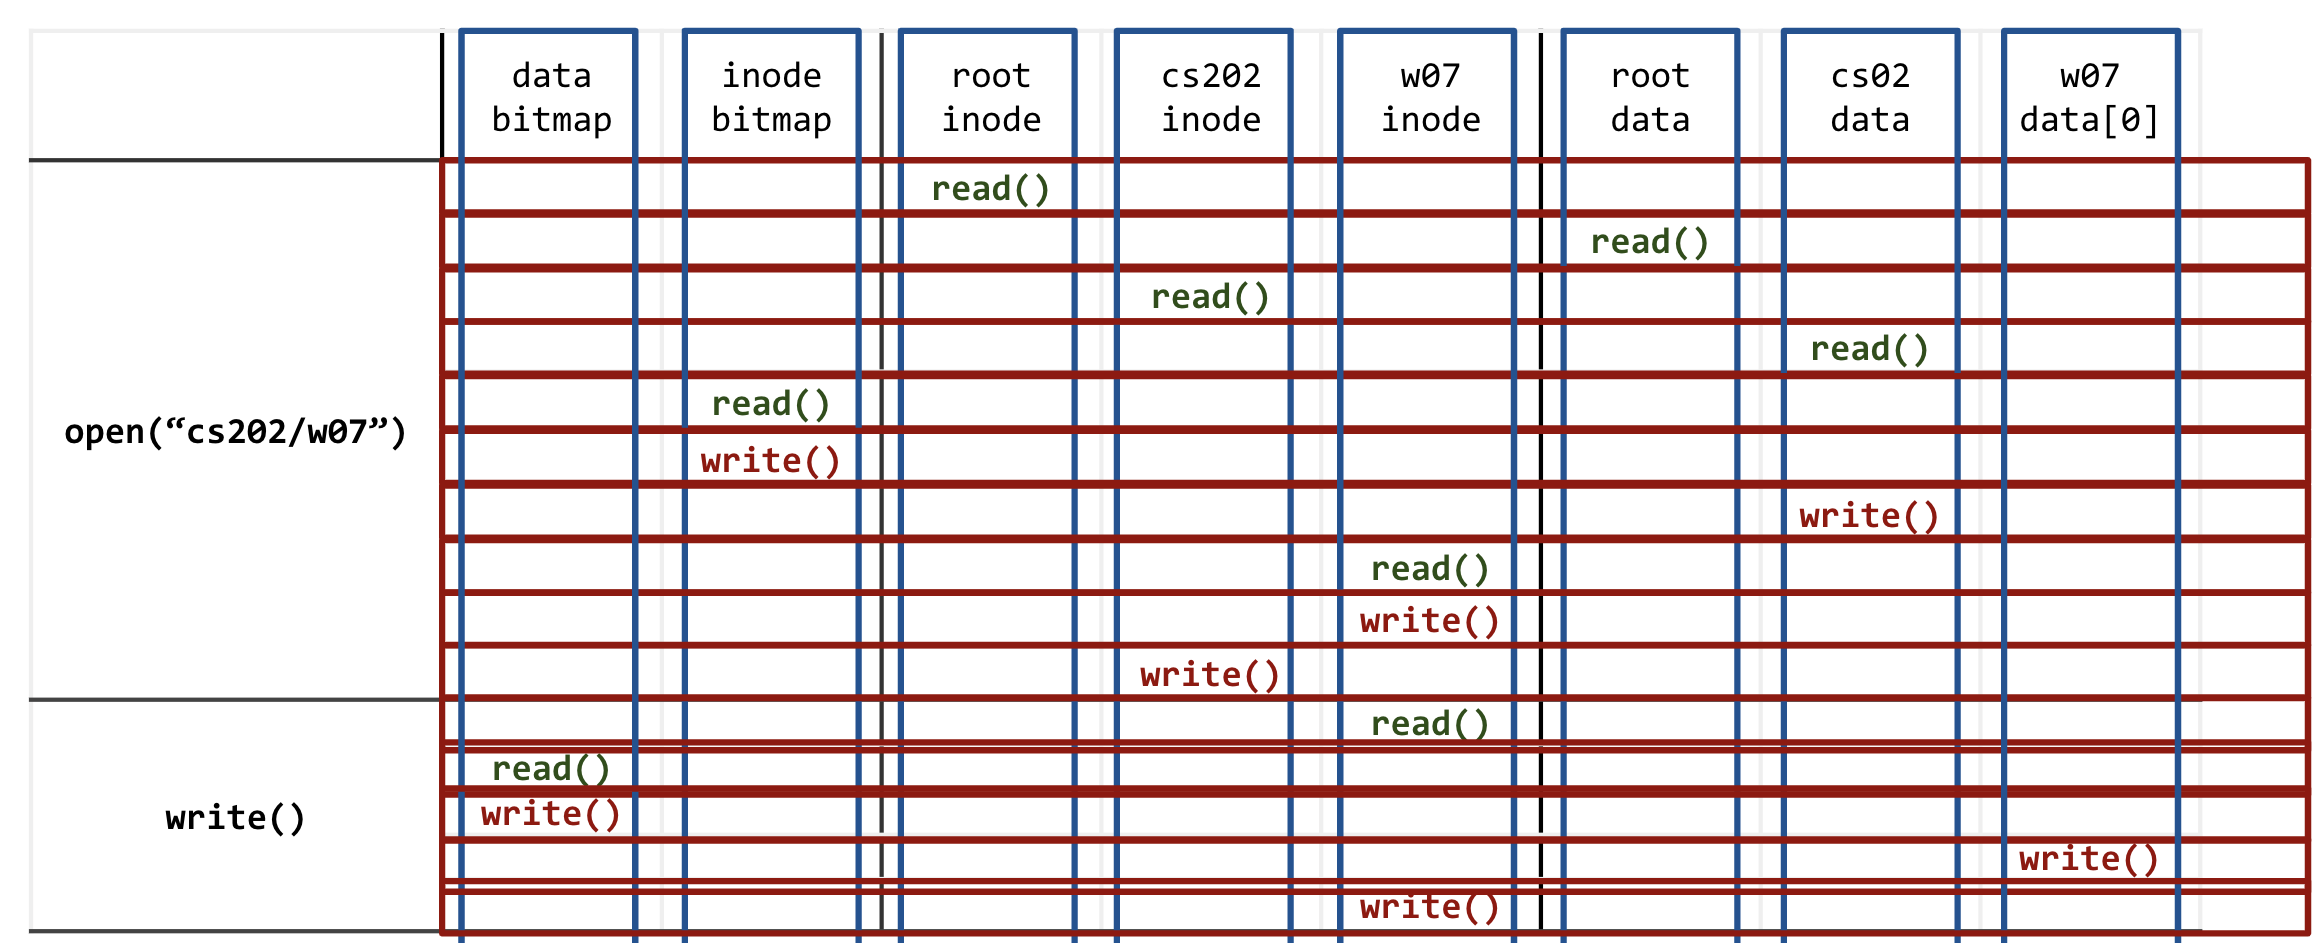 data inode root cs202 w07 root cs02 w07
bitmap bitmap inode inode inode data data data[0]
read()
read()
read()
read()
read()
open(“cs202/w07”)
write()
write()
read()
write()
write()
read()
read()
write()
write()
write()
write()